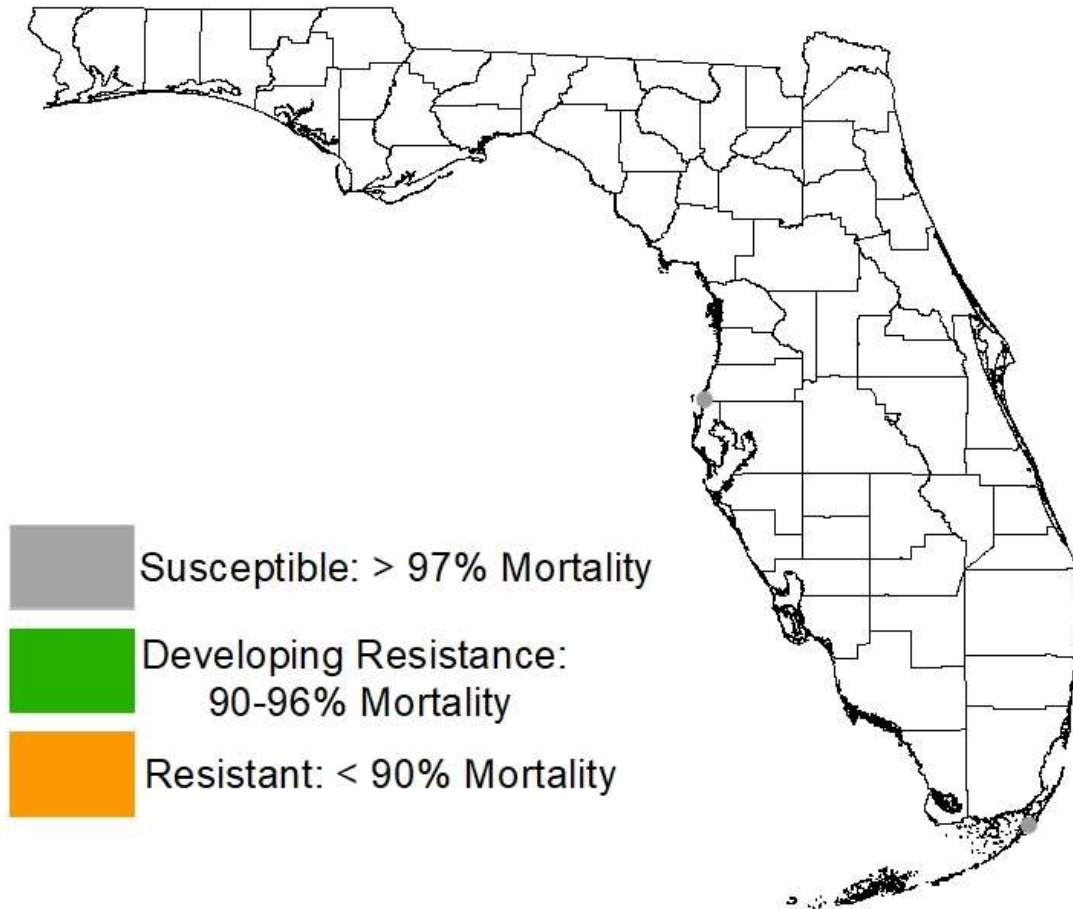 Susceptible: > 97% Mortality
Developing Resistance:
90-96% Mortality
Resistant: < 90% Mortality